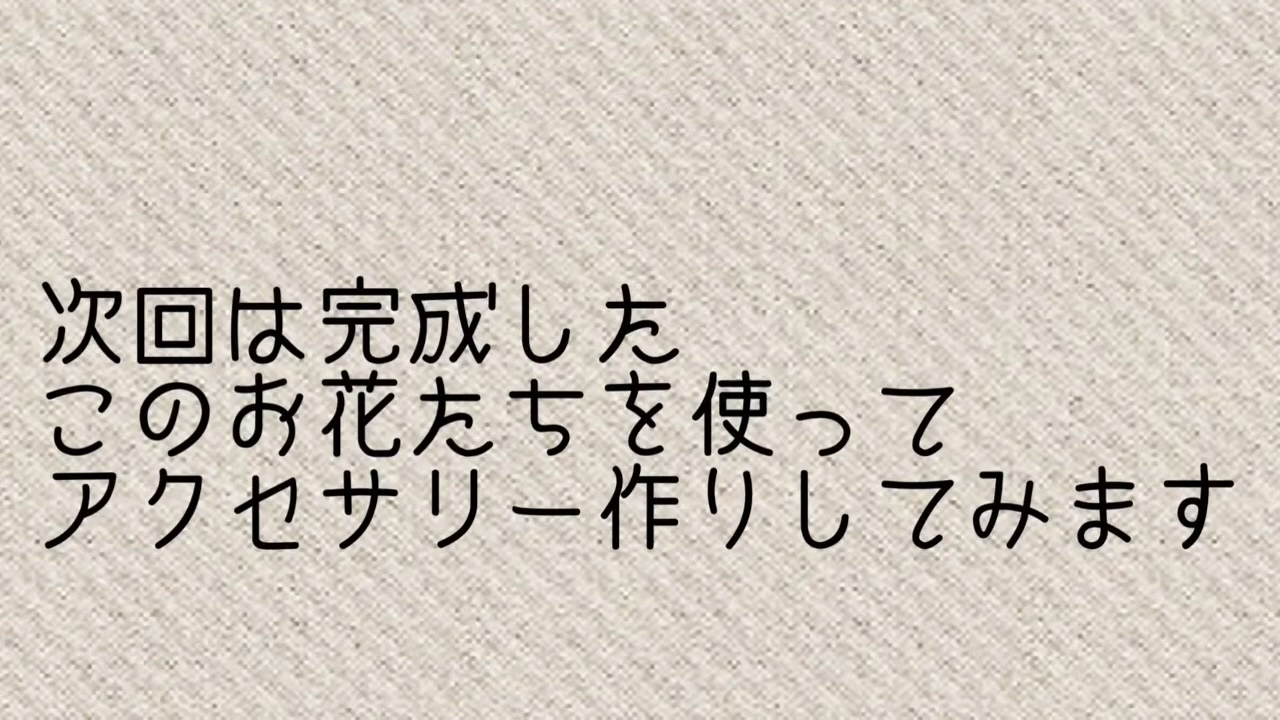 次回は完成した
このお花たちを使って
アクセサリー作りしてみます